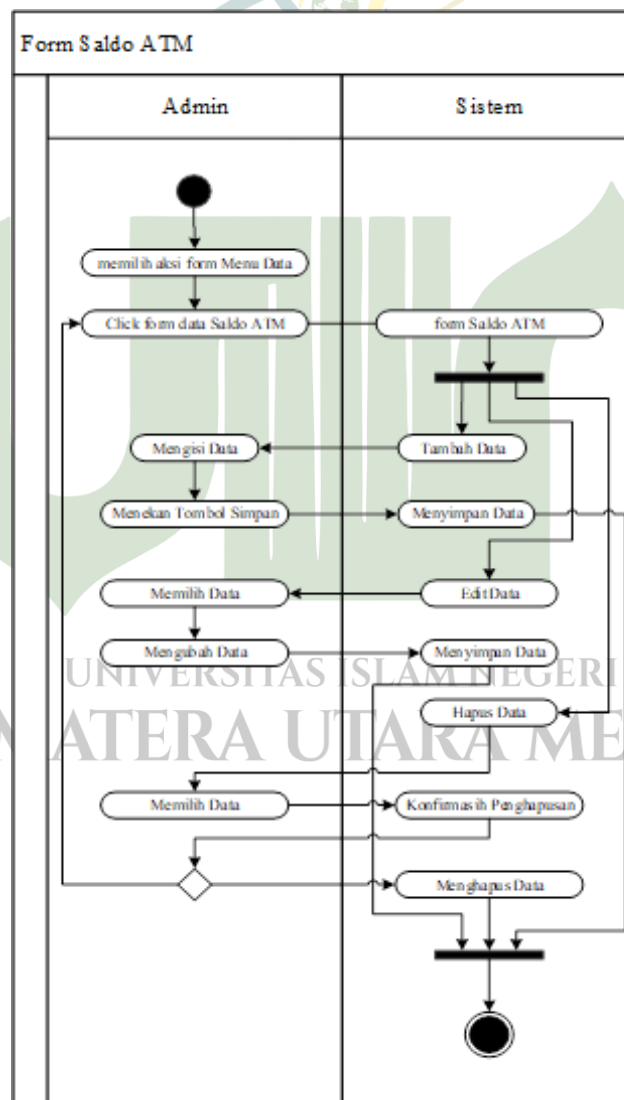 Form Saldo ATM
Admin
Sistem
memilih aksi form Menu Data
Click form data Saldo ATM
form Saldo ATM
Mengisi Data
Tambah Data
Menekan Tombol Simpan
Menyimpan Data
Memilih Data
Edit Data
Mengubah Data
Menyimpan Data
UNIVERSITAS ISLAM NEGERI
Hapus Data
ATERA UTARA ME
Memilih Data
Konfirmasih Penghapusan
Menghapus Data